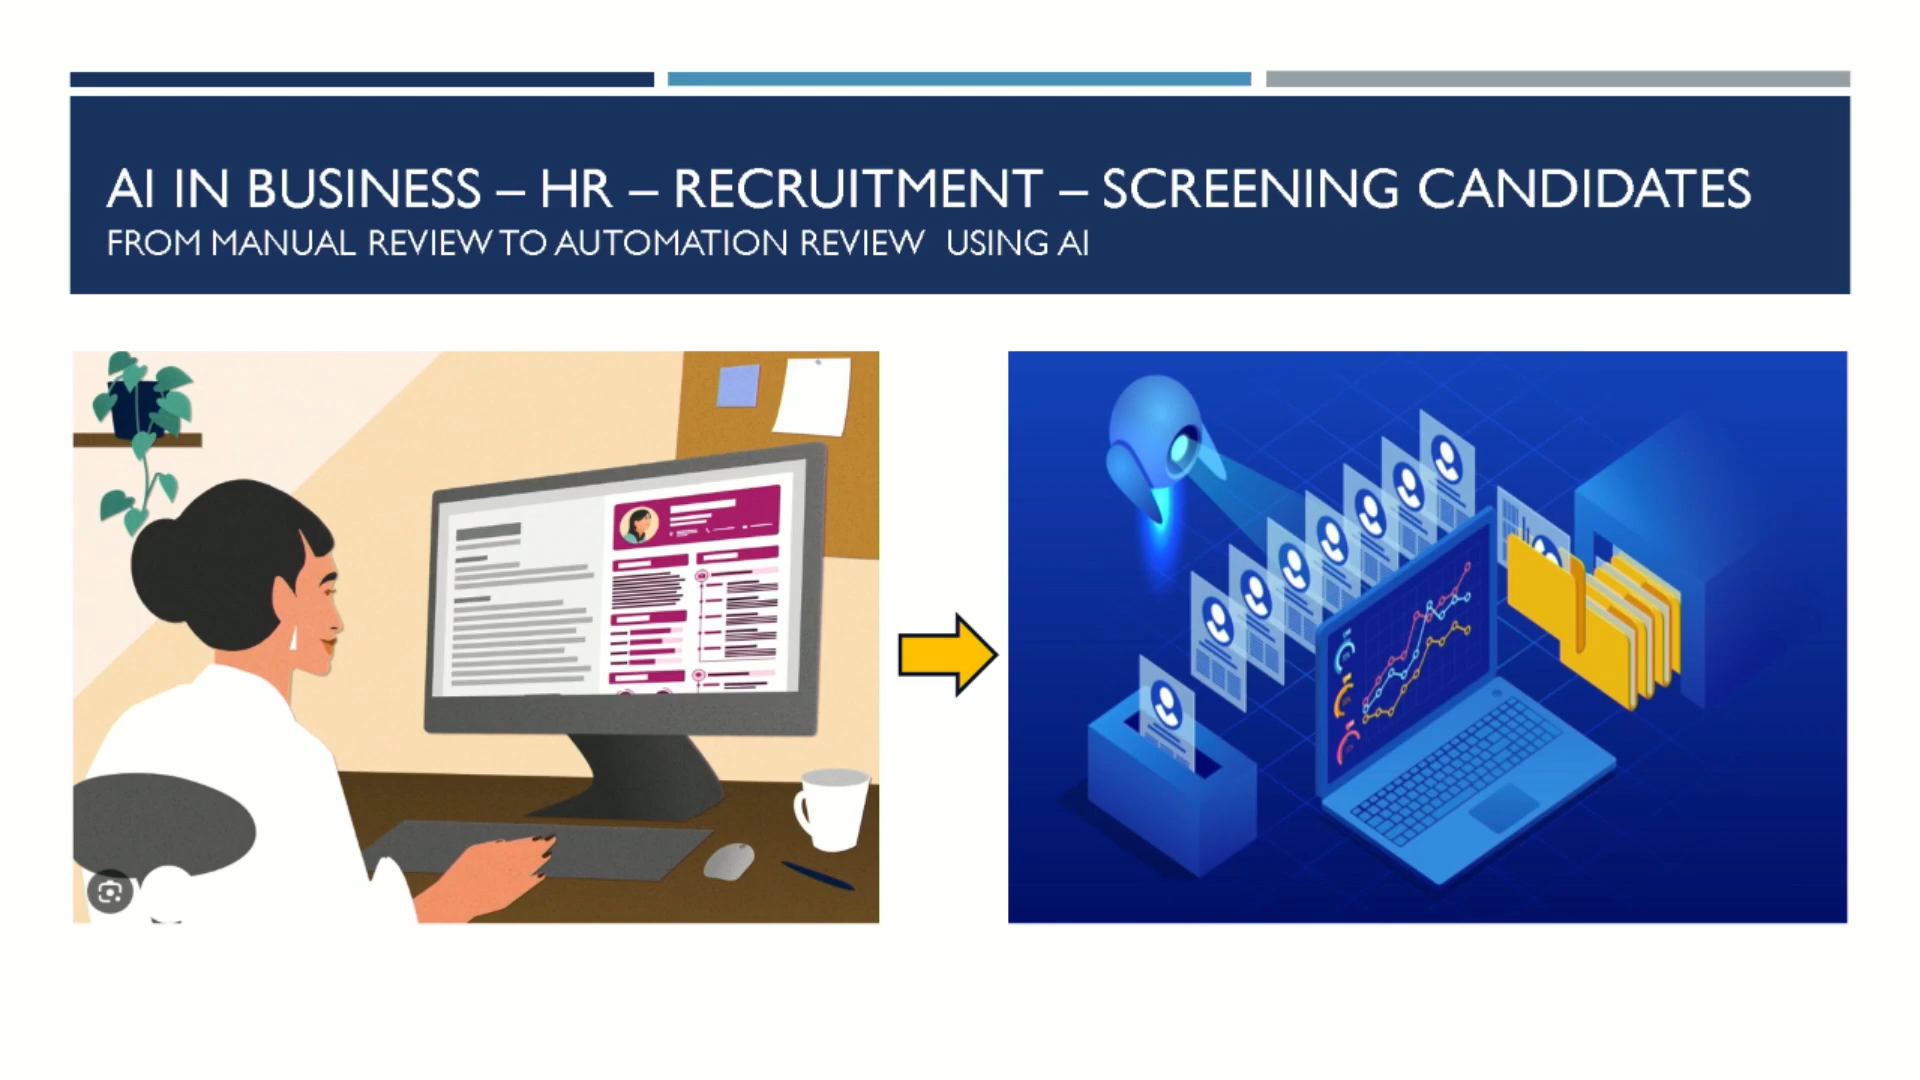 AI IN BUSINESS – HR – RECRUITMENT – SCREENING CANDIDATES
FROM MANUAL REVIEW TO AUTOMATION REVIEW  USING AI